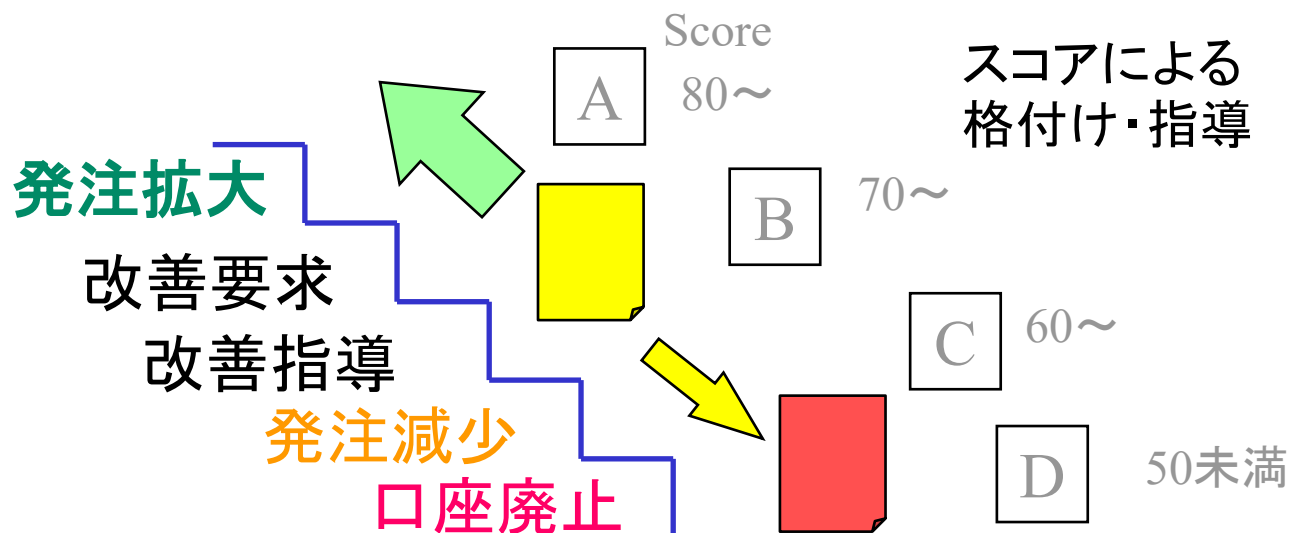 Score
A
80～
スコアによる
格付け・指導
発注拡大
B
70～
改善要求
改善指導
C
60～
発注減少
口座廃止
D
50未満